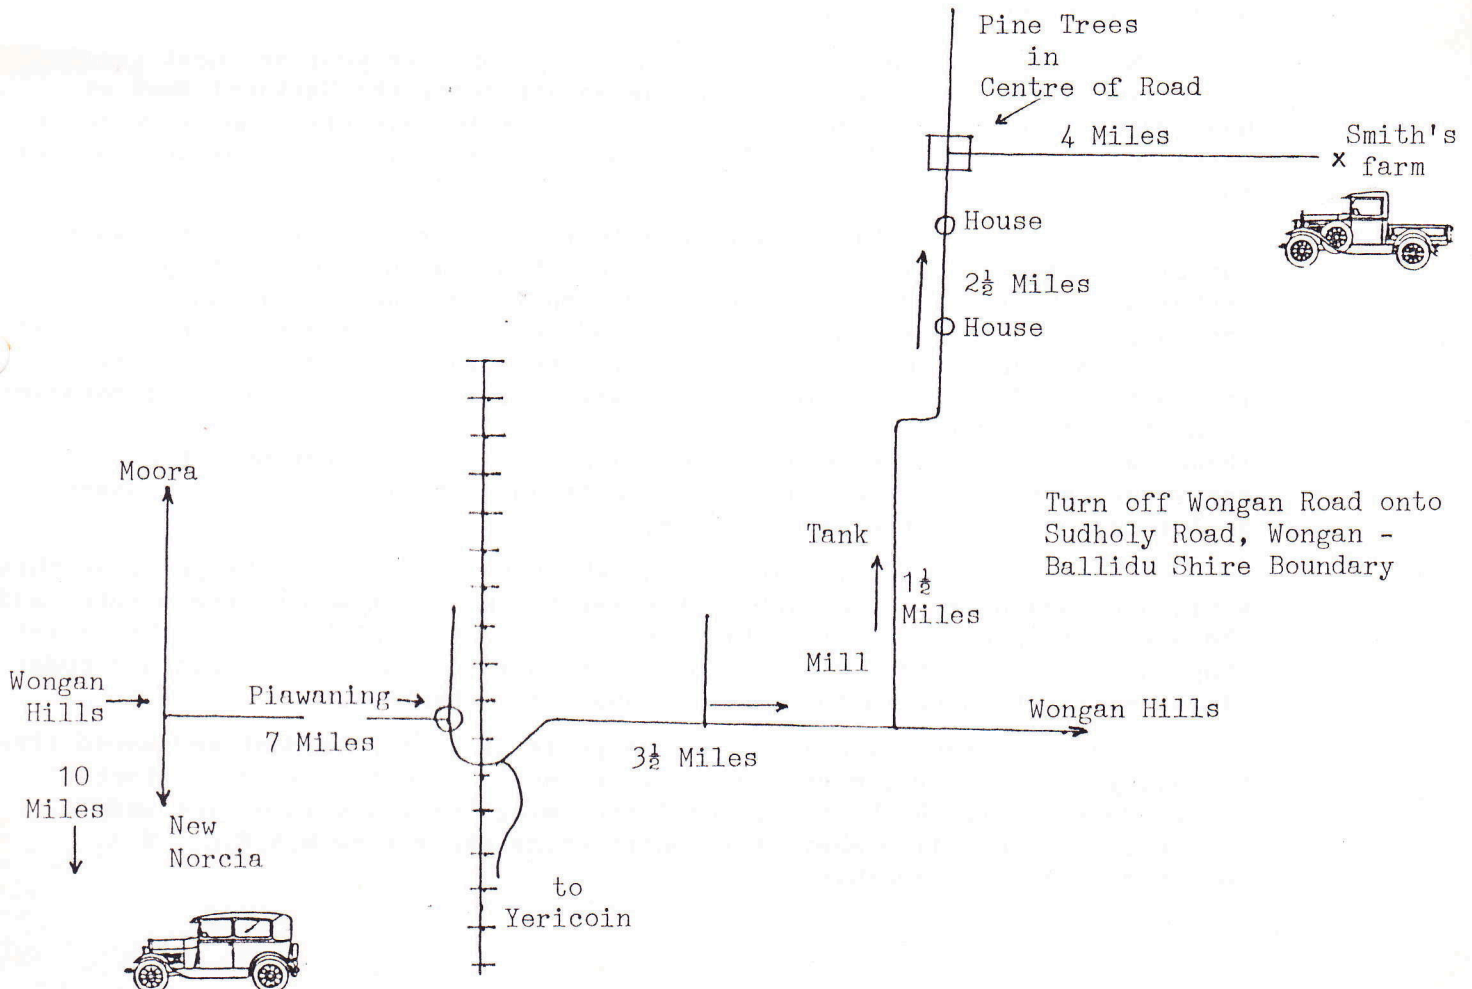 Pine Trees
in
Centre of Road
4 Miles
Smith's
farm
x
House
2½ Miles
House
Moora
Turn off Wongan Road onto
Sudholy Road, Wongan -
Ballidu Shire Boundary
Tank
1½
Miles
Mill
Wongan
Hills
Piawaning
7 Miles
3½ Miles
Wongan Hills
10
Miles
New
Norcia
to
Yericoin